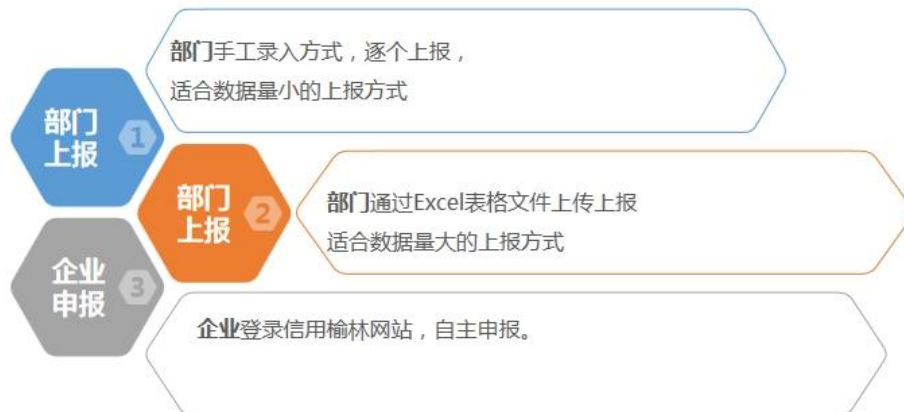 部门手工录入方式，逐个上报，
适合数据量小的上报方式
部门
上报
1
部门
上报
2
部门通过Excel表格文件上传上报
适合数据量大的上报方式
企业
申报
3
企业登录信用榆林网站，自主申报。